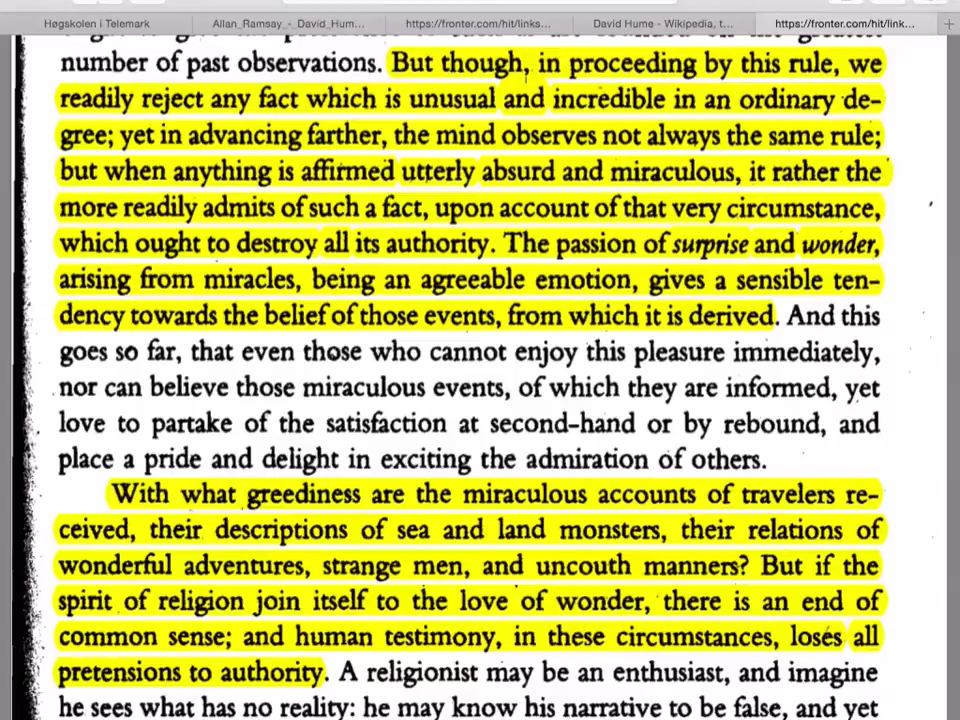 Høgskolen i Telemark
Allan_Ramsay_-_David_Hum...
https://fronter.com/hit/links...
David Hume - Wikipedia, t...
https://fronter.com/hit/link...
number of past observations. But though, in proceeding by this rule, we
readily reject any fact which is unusual and incredible in an ordinary de-
gree; yet in advancing farther, the mind observes not always the same rule;
but when anything is affirmed utterly absurd and miraculous, it rather the
more readily admits of such a fact, upon account of that very circumstance,
which ought to destroy all its authority. The passion of surprise and wonder,
arising from miracles, being an agreeable emotion, gives a sensible ten-
dency towards the belief of those events, from which it is derived. And this
goes so far, that even those who cannot enjoy this pleasure immediately,
nor can believe those miraculous events, of which they are informed, yet
love to partake of the satisfaction at second-hand or by rebound, and
place a pride and delight in exciting the admiration of others.
With what greediness are the miraculous accounts of travelers re-
ceived, their descriptions of sea and land monsters, their relations of
wonderful adventures, strange men, and uncouth manners? But if the
spirit of religion join itself to the love of wonder, there is an end of
common sense; and human testimony, in these circumstances, loses all
pretensions to authority. A religionist may be an enthusiast, and imagine
he sees what has no reality: he may know his narrative to be false, and yet